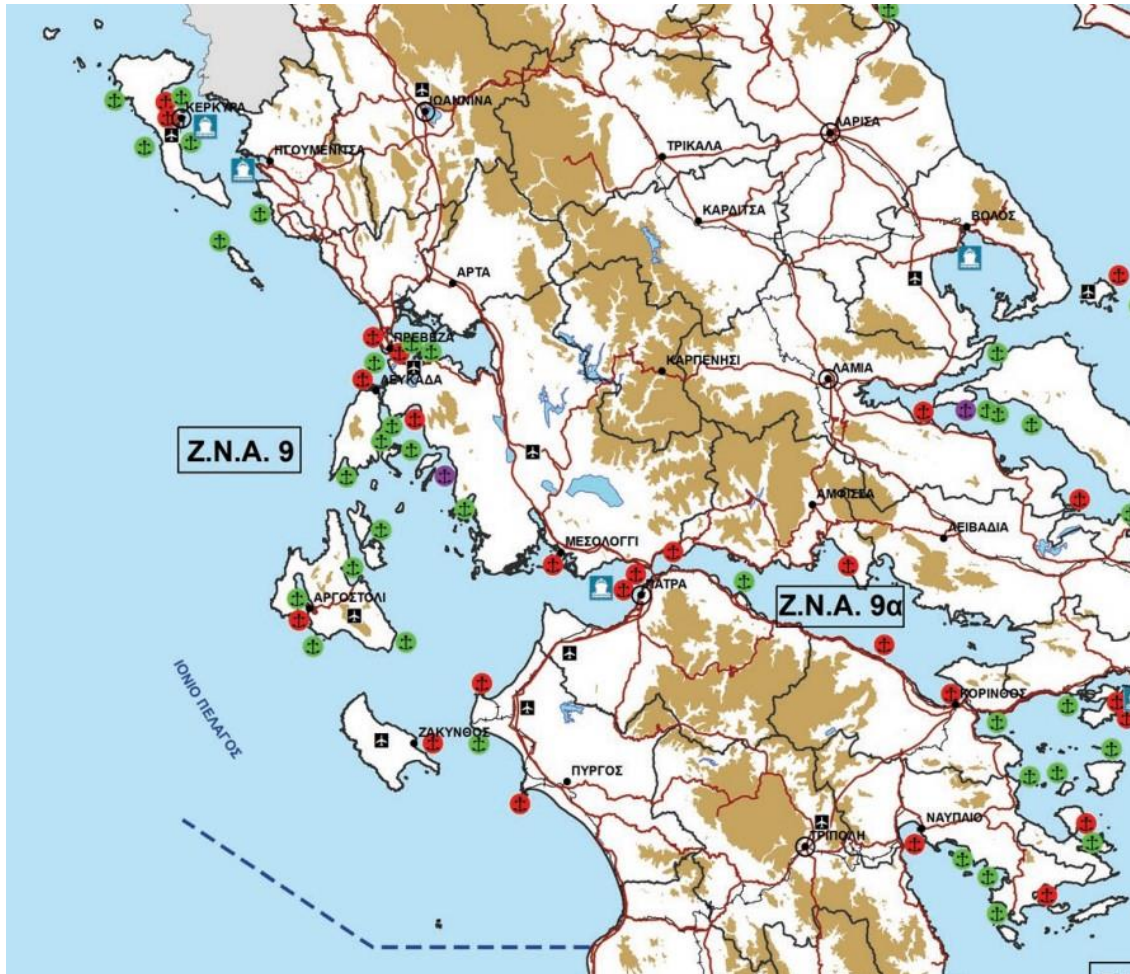 ΚΕΡΚΥΡΑ
ΙΩΑΝΝΙΝΑ
ΗΓΟΥΜΕΝΙΤΣΑ
ΤΡΙΚΑΛΑ
ΛΑΡΙΣΑ
ΚΑΡΔΙΤΣΑ
ΒΩΛΟΣ
ΑΡΤΑ
ΠΡΕΒΕΖΑ
ΚΑΡΠΕΝΗΣΙ
ΛΑΜΙΑ
ΛΕΥΚΑΔΑ
Ζ.Ν.Α. 9
ΑΜΦΙΣΣΑ
ΛΕΙΒΑΔΙΑ
ΜΕΣΟΛΟΓΓΙ
ΠΑΤΡΑ
Ζ.Ν.Α. 9α
ΑΡΓΟΣΤΟΛΙ
ΙΟΝΙΟ ΠΕΛΑΓΟΣ
ΚΟΡΙΝΘΟΣ
ΖΑΚΥΝΘΟΣ
ΠΥΡΓΟΣ
ΝΑΥΠΛΙΟ
ΤΡΙΠΟΛΗ